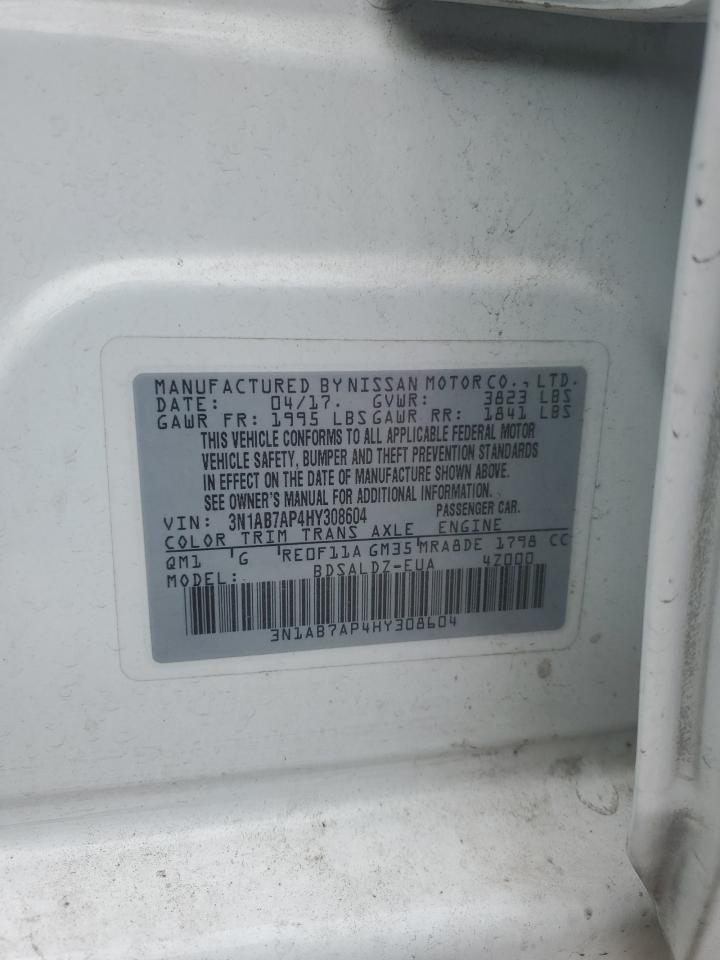 MANUFACTURED BY NISSAN MOTOR CO., LTD.
DATE: 04/17. GVWR: 3823 LBS
GAWR FR: 1995 LBS GAWR RR: 1841 LBS
THIS VEHICLE CONFORMS TO ALL APPLICABLE FEDERAL MOTOR
VEHICLE SAFETY, BUMPER AND THEFT PREVENTION STANDARDS
IN EFFECT ON THE DATE OF MANUFACTURE SHOWN ABOVE.
SEE OWNER'S MANUAL FOR ADDITIONAL INFORMATION.
VIN: 3N1AB7AP4HY308604 PASSENGER CAR.
COLOR TRIM TRANS AXLE ENGINE
QM1 G RE0F11A GM35 MRA8DE 1798 CC
MODEL: BDSALDZ-EUA 4Z000
3N1AB7AP4HY308604